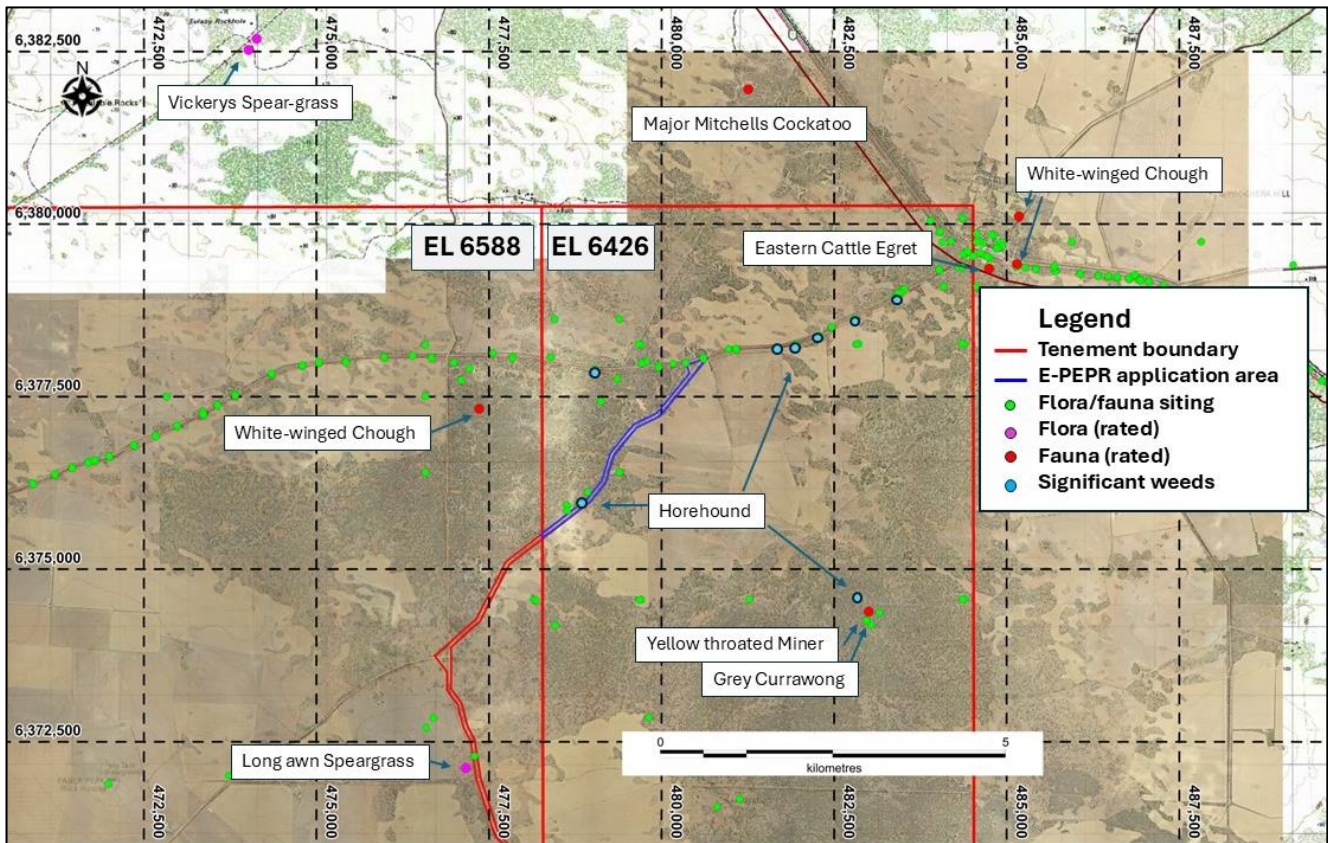 Eulaby Rockhole
6,382,500
472,500
475,000
477,500
480,000
482,500
485,000
487,500
N
Vickerys Spear-grass
Major Mitchells Cockatoo
White-winged Chough
6,380,000
EL 6588
EL 6426
Eastern Cattle Egret
Legend
Tenement boundary
E-PEPR application area
Flora/fauna siting
Flora (rated)
Fauna (rated)
Significant weeds
6,377,500
White-winged Chough
Horehound
6,375,000
Yellow throated Miner
Grey Currawong
6,372,500
0
5
kilometres
Long awn Speargrass
472,500
475,000
477,500
480,000
482,500
485,000
487,500